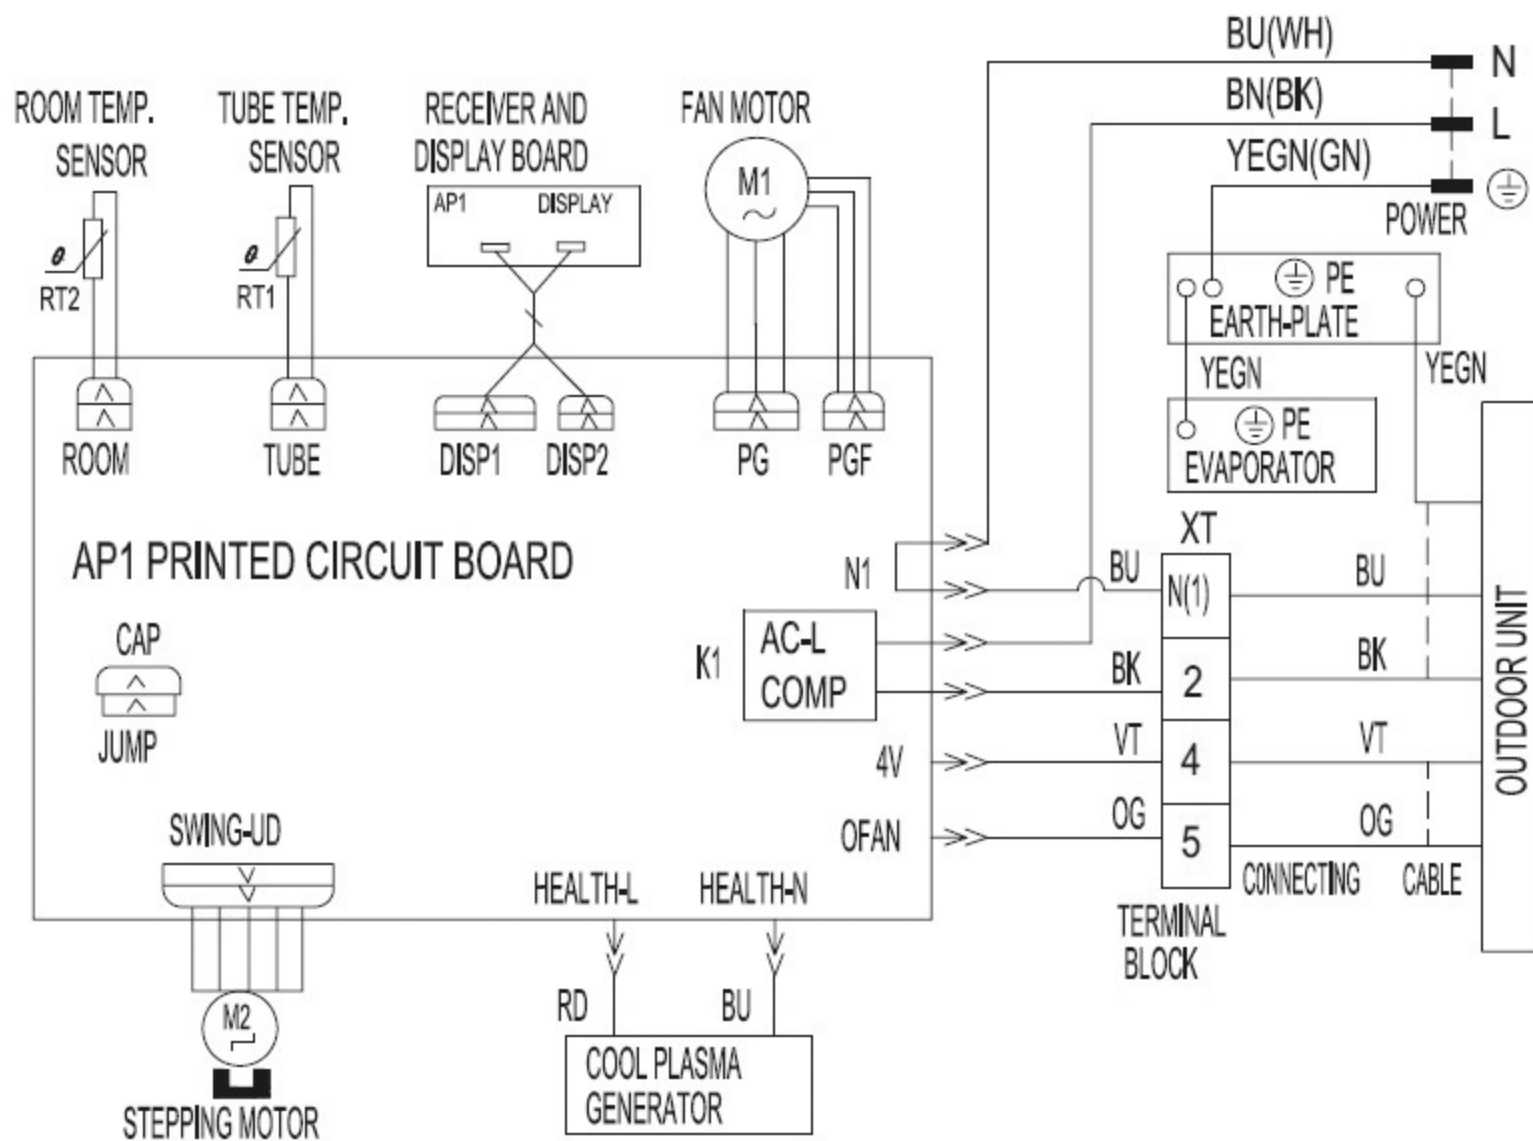 BU(WH)
N
BN(BK)
L
YEGN(GN)
POWER
ROOM TEMP.
SENSOR
TUBE TEMP.
SENSOR
RECEIVER AND
DISPLAY BOARD
FAN MOTOR
AP1 DISPLAY
M1
θ
RT2
θ
RT1
PE
EARTH-PLATE
YEGN
YEGN
PE
EVAPORATOR
ROOM
TUBE
DISP1
DISP2
PG
PGF
AP1 PRINTED CIRCUIT BOARD
N1
K1
AC-L
COMP
4V
OFAN
CAP
JUMP
SWING-UD
HEALTH-L
HEALTH-N
XT
BU
N(1)
BU
BK
2
BK
VT
4
VT
OG
5
OG
CONNECTING CABLE
TERMINAL
BLOCK
OUTDOOR UNIT
M2
STEPPING MOTOR
RD
BU
COOL PLASMA
GENERATOR